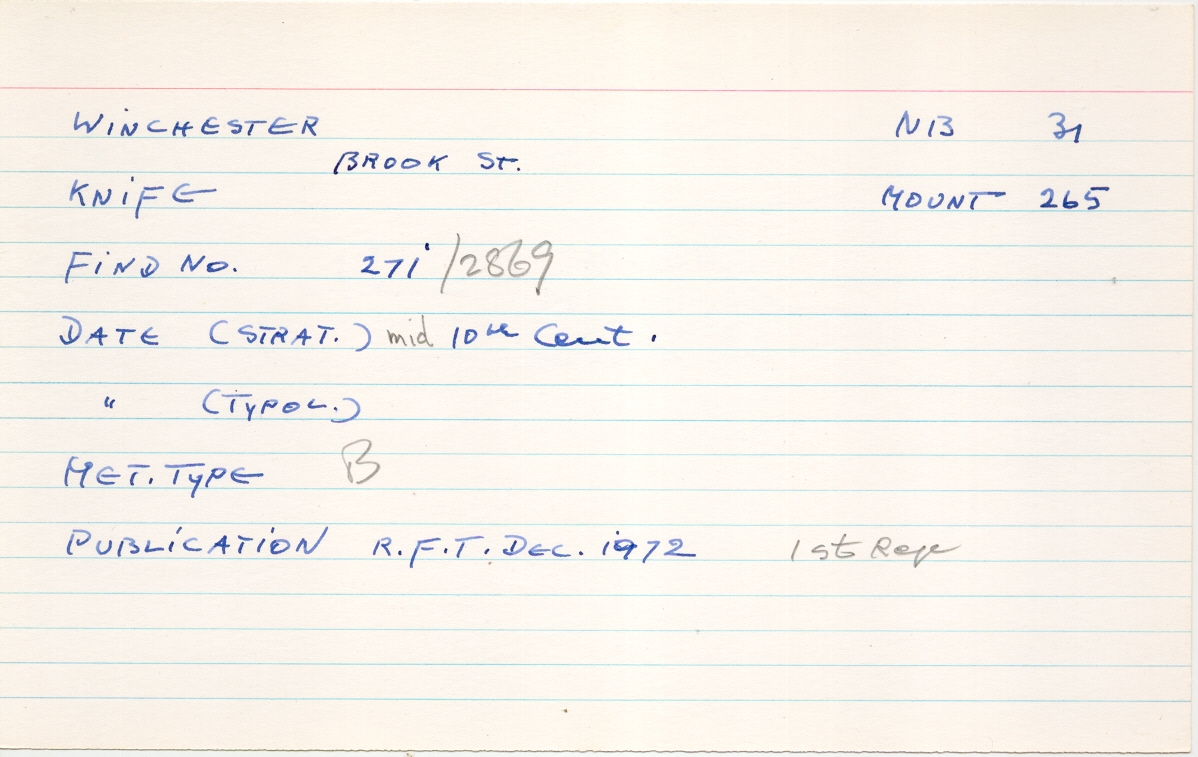 WINCHESTER NB 31
BROOK ST.
KNIFE MOUNT 265
FIND No. 271 /2869
DATE (STRAT.) mid 10th Cent.
" (TYPOL.)
MET. TYPE B
PUBLICATION R.F.T. DEC. 1972 1st Rep